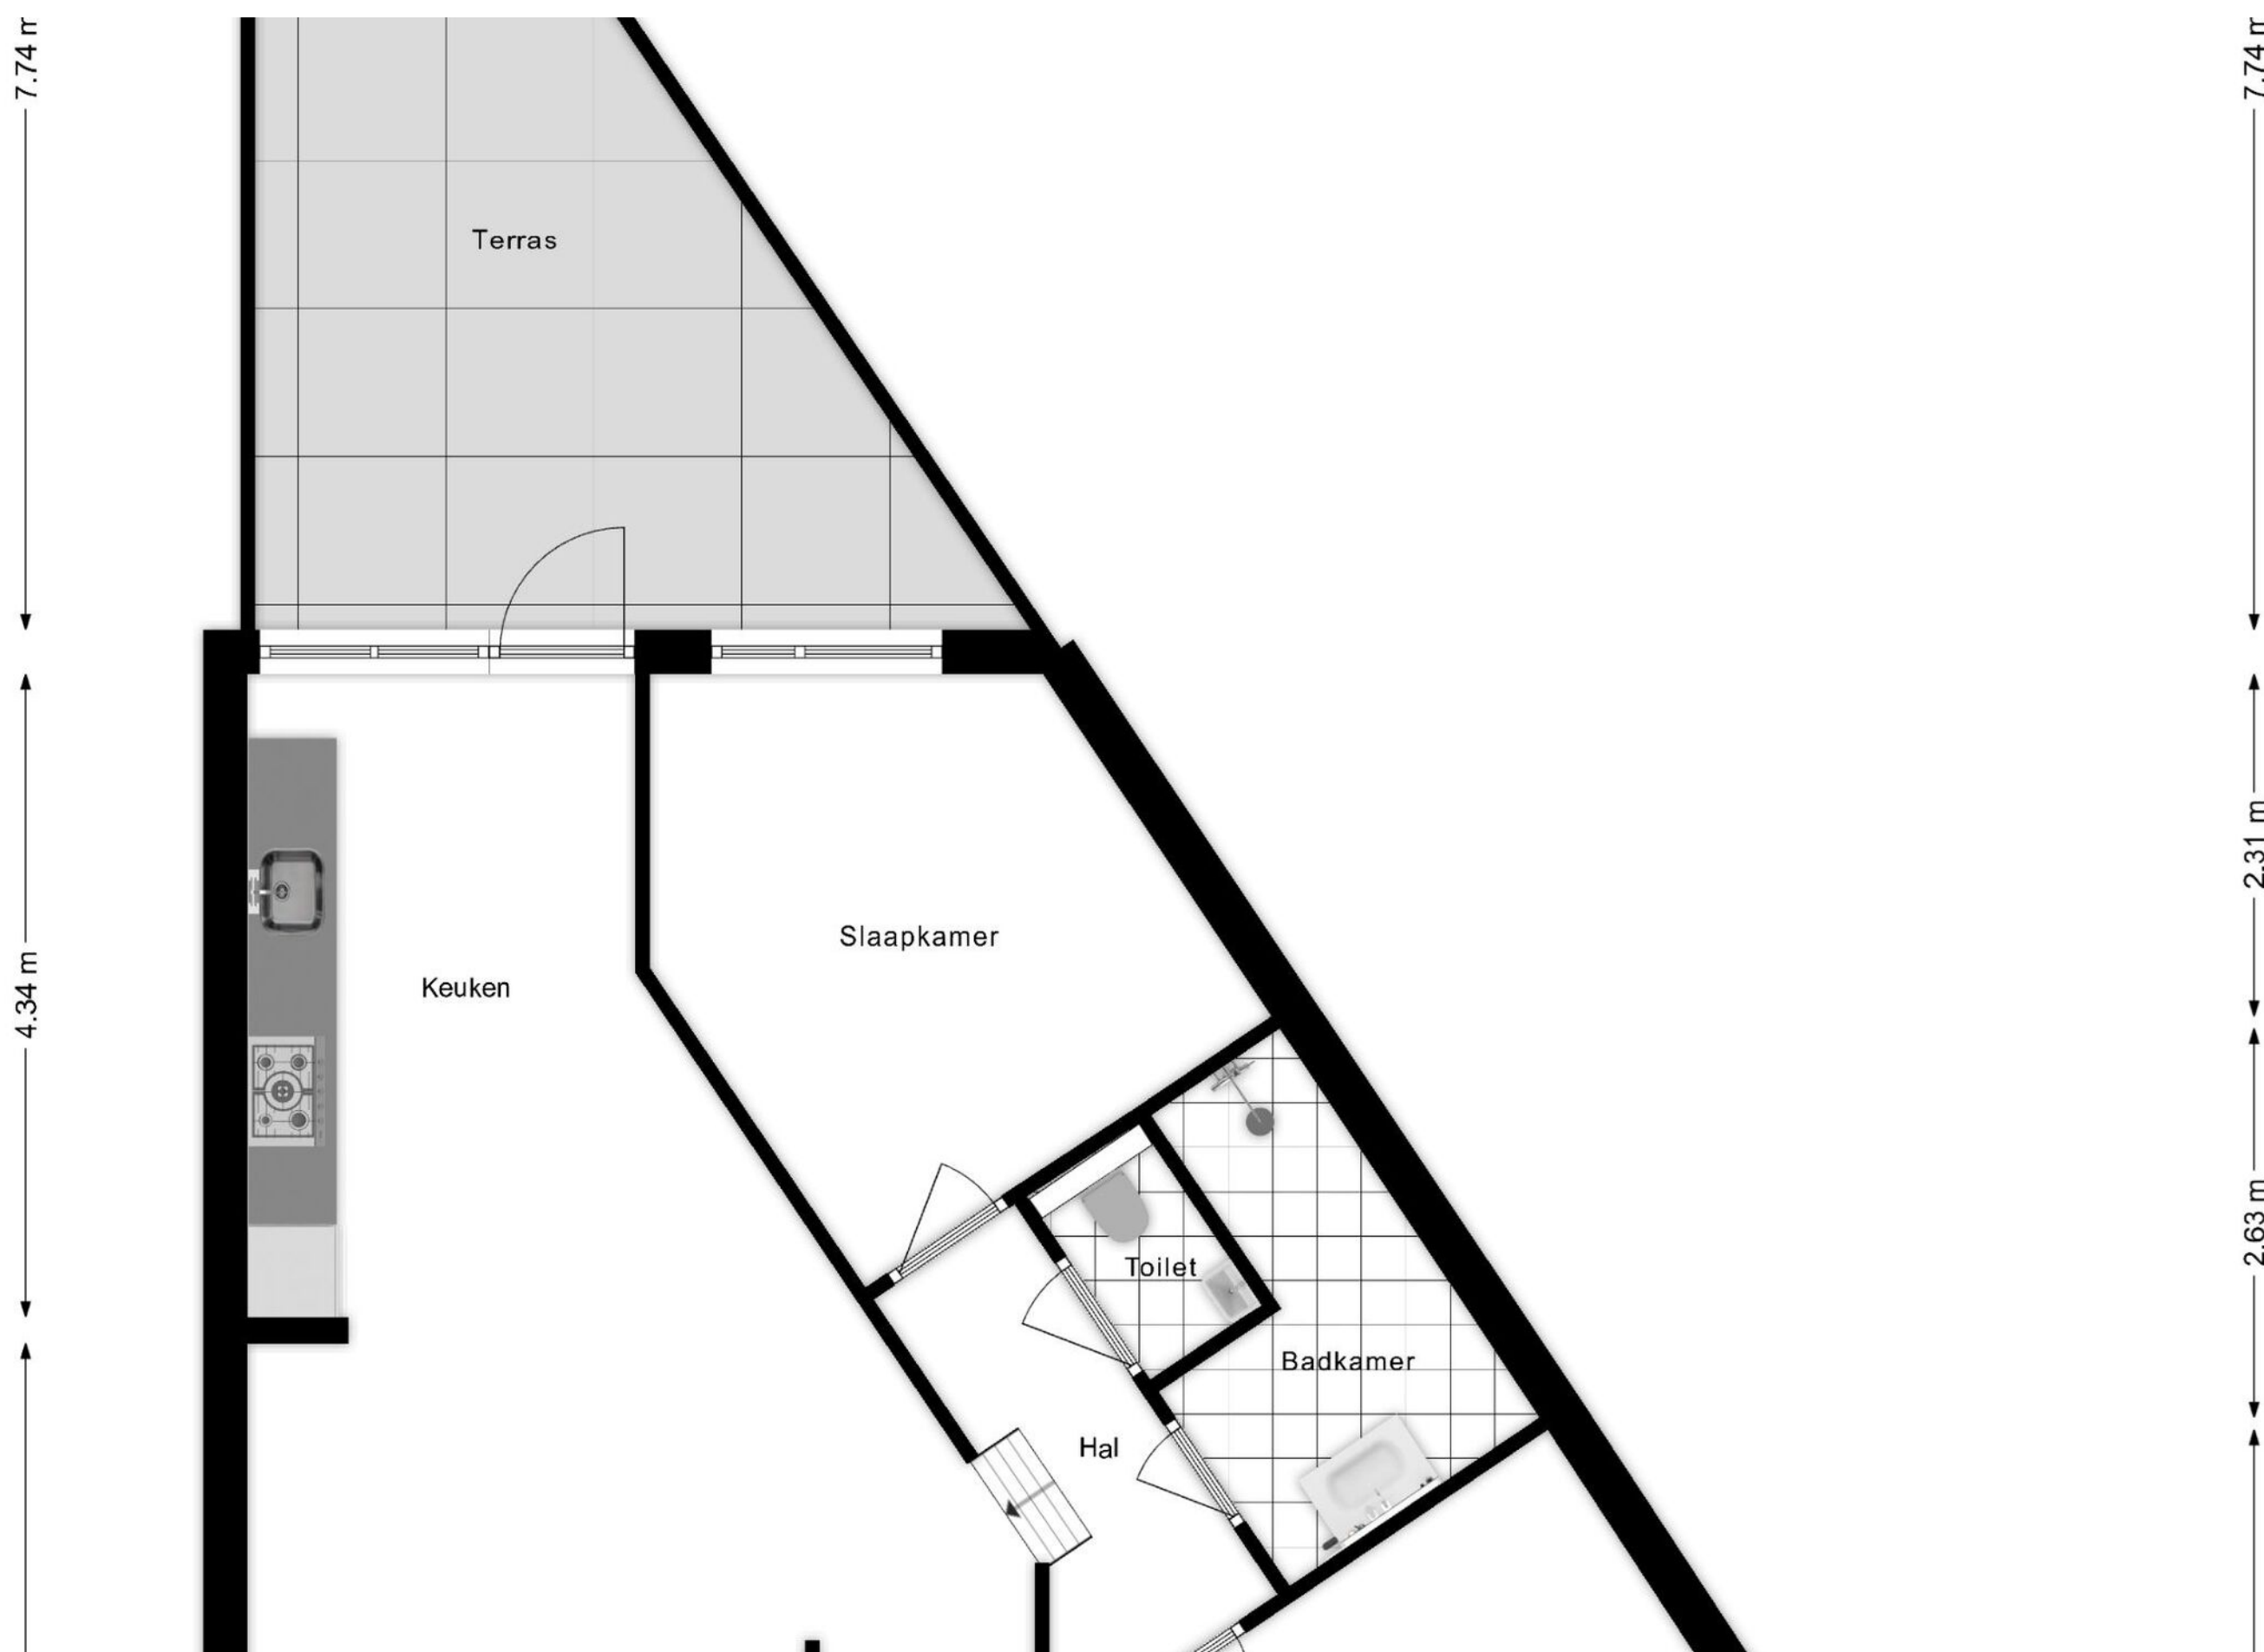 7.74 m
7.74 m
Terras
2.31 m
Slaapkamer
Keuken
4.34 m
2.63 m
Toilet
Badkamer
Hal